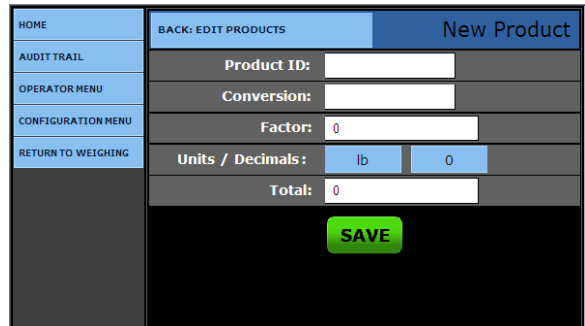 HOME
AUDIT TRAIL
OPERATOR MENU
CONFIGURATION MENU
RETURN TO WEIGHING
BACK: EDIT PRODUCTS
New Product
Product ID:
Conversion:
Factor: 0
Units / Decimals: lb 0
Total: 0
SAVE